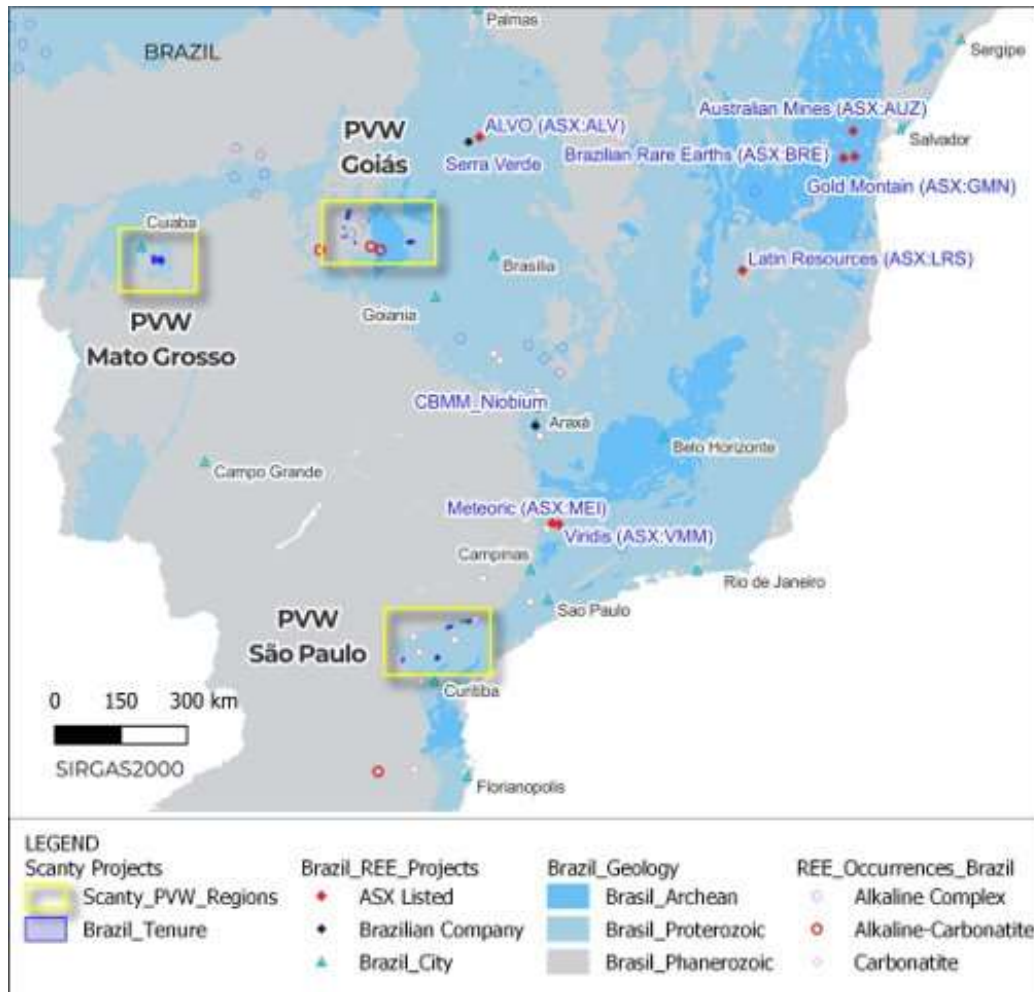 Palmas
BRAZIL
Sergipe
Australian Mines (ASX:AUZ)
PVW
Goiás
ALVO (ASX:ALV)
Salvador
Serra Verde
Brazilian Rare Earths (ASX:BRE)
Gold Montain (ASX:GMN)
Cuiaba
Brasilia
Latin Resources (ASX:LRS)
Goiania
PVW
Mato Grosso
CBMM_Niobium
Araxá
Belo Horizonte
Campo Grande
Meteoric (ASX:MEI)
Viridis (ASX:VMM)
Campinas
Rio de Janeiro
Sao Paulo
PVW
São Paulo
Curitiba
0 150 300 km
SIRGAS2000
Florianopolis
LEGEND
Scanty Projects
Scanty_PVW_Regions
Brazil_Tenure
Brazil_REE_Projects
ASX Listed
Brazilian Company
Brazil_City
Brazil_Geology
Brasil_Archean
Brasil_Proterozoic
Brasil_Phanerozoic
REE_Occurrences_Brazil
Alkaline Complex
Alkaline-Carbonatite
Carbonatite